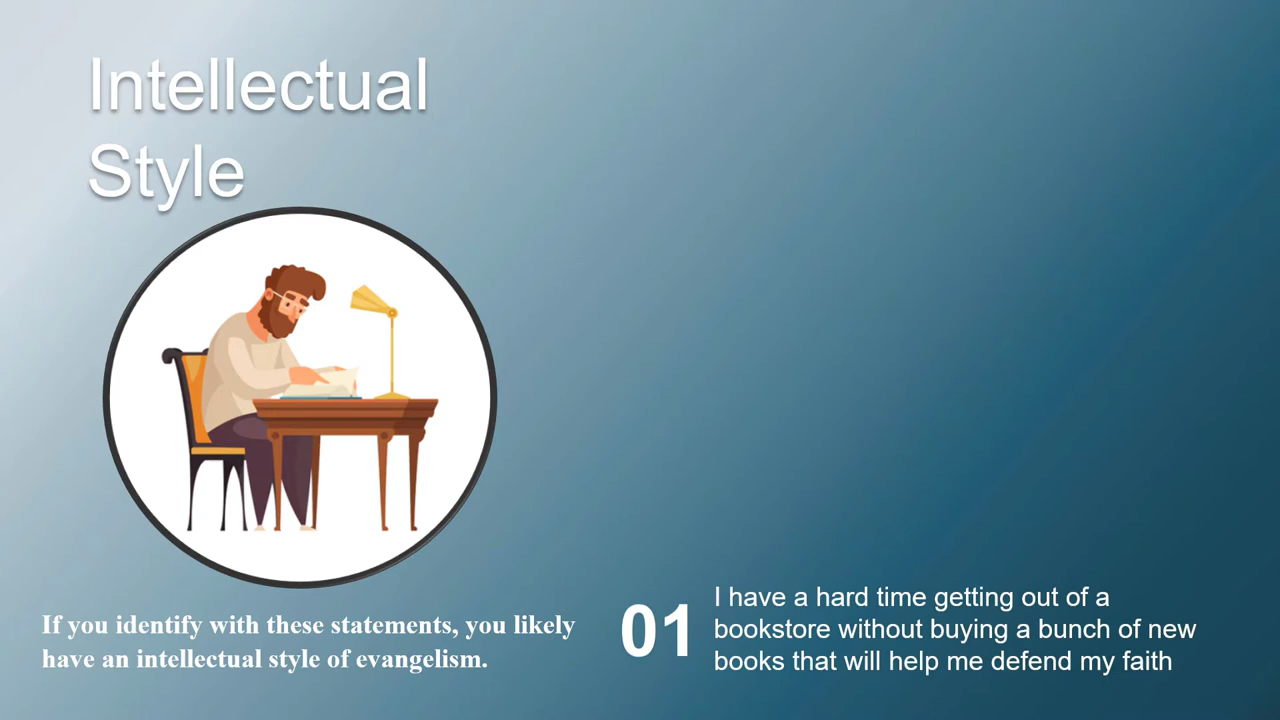 Intellectual
Style
If you identify with these statements, you likely
have an intellectual style of evangelism.
01
I have a hard time getting out of a
bookstore without buying a bunch of new
books that will help me defend my faith